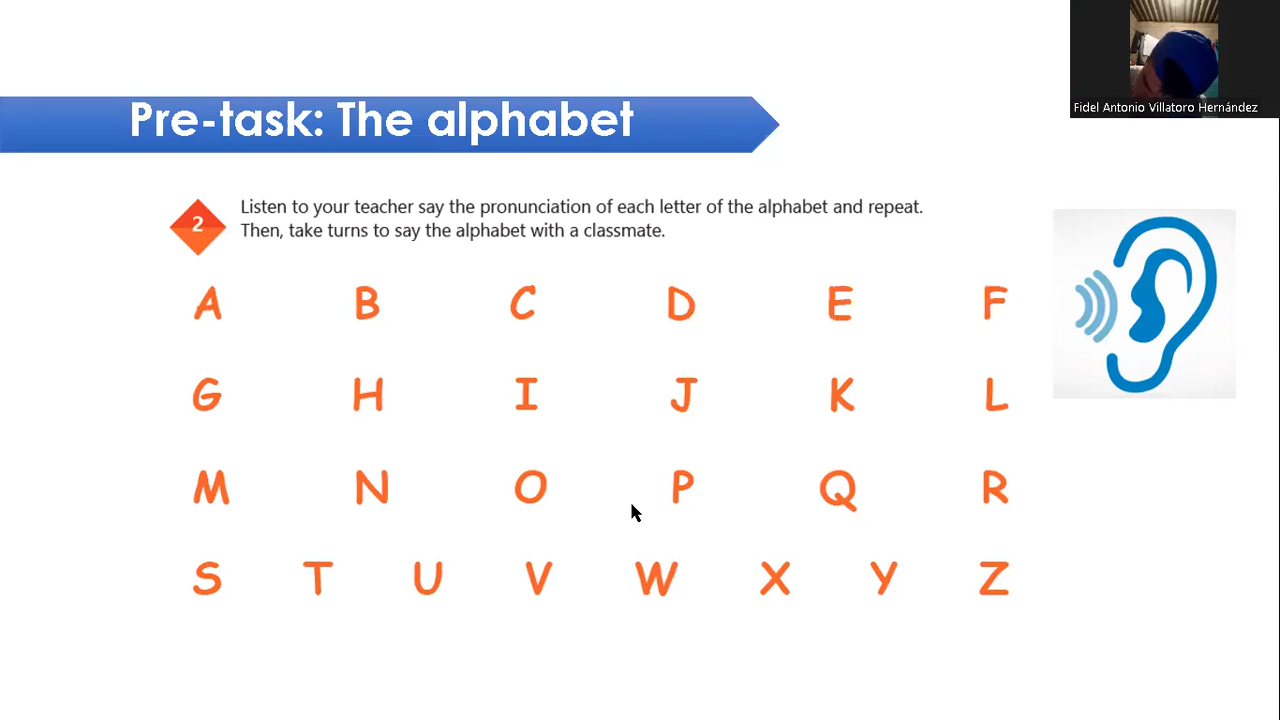 Fidel Antonio Villatoro Hernández
Pre-task: The alphabet
2
Listen to your teacher say the pronunciation of each letter of the alphabet and repeat.
Then, take turns to say the alphabet with a classmate.
A B C D E F
G H I J K L
M N O P Q R
S T U V W X Y Z